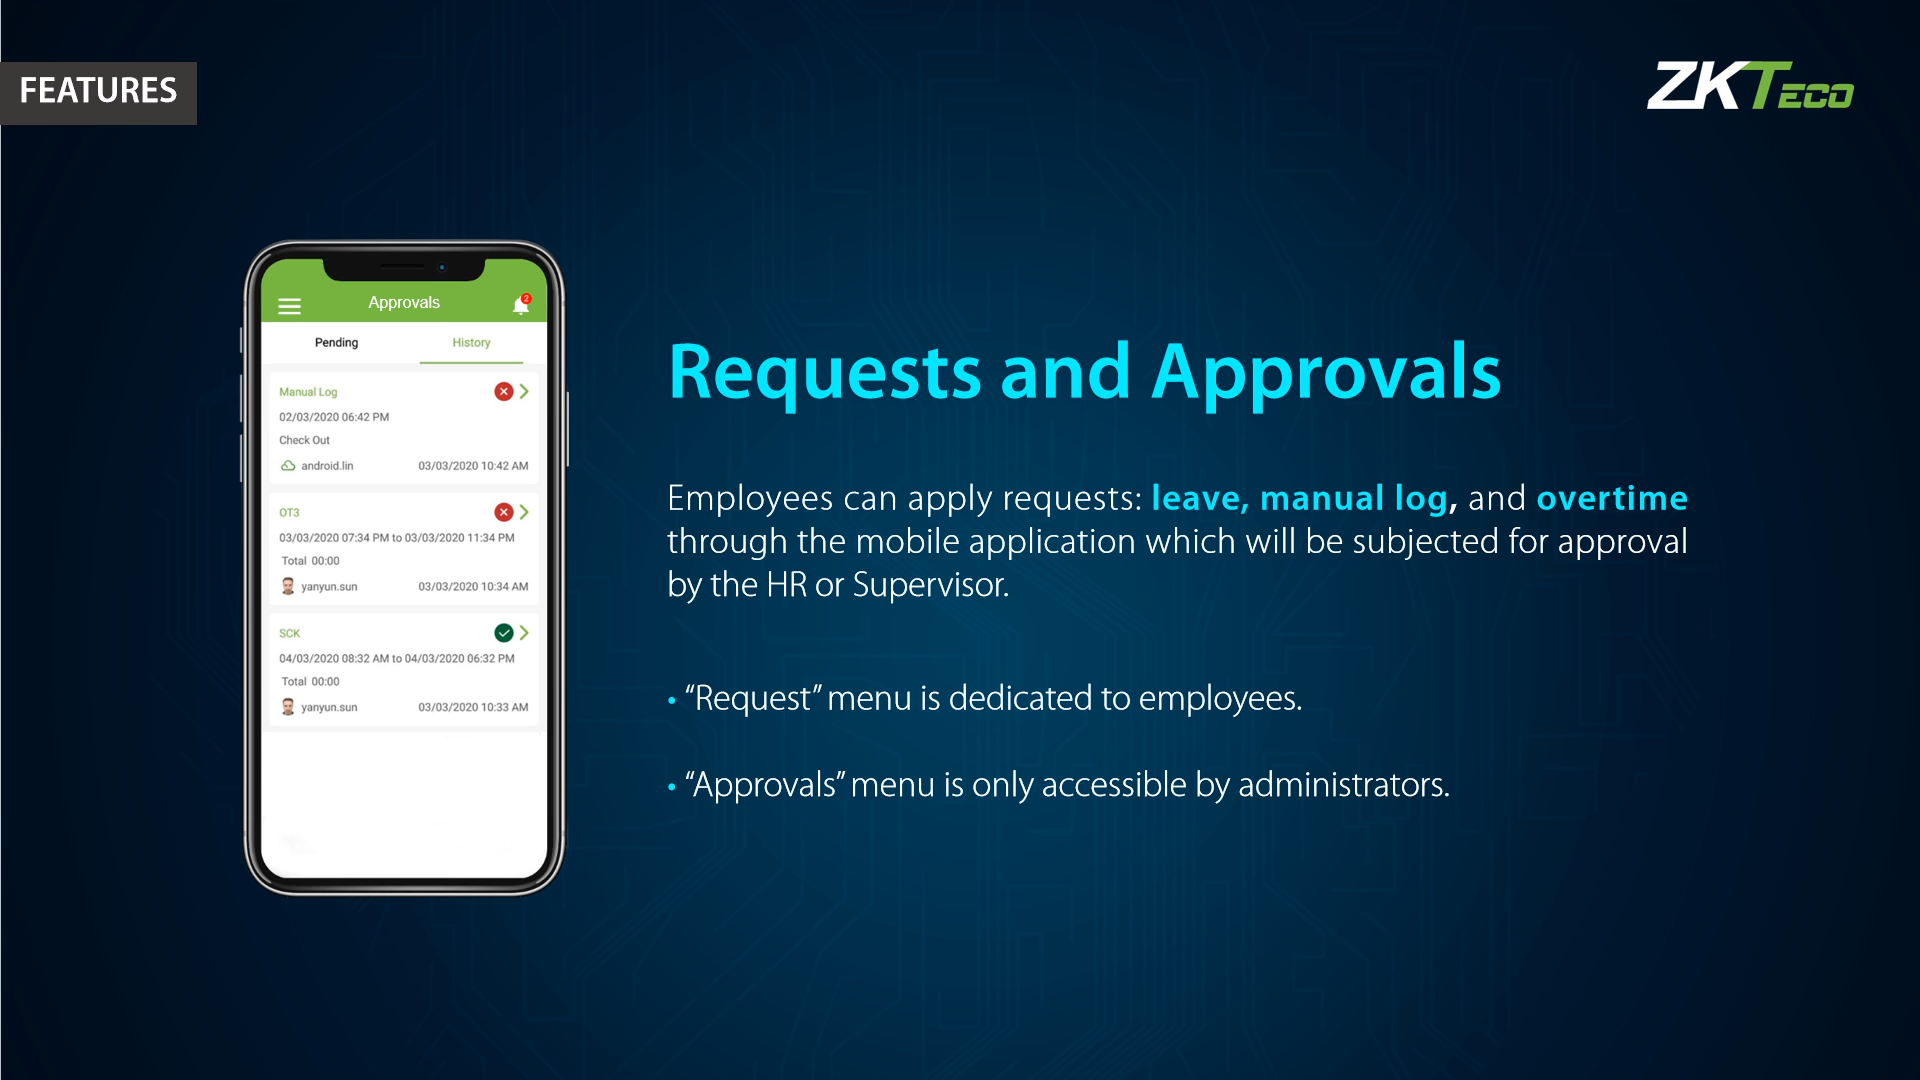 FEATURES
ZKTECO
Approvals
2
Pending
History
Manual Log
02/03/2020 06:42 PM
Check Out
android.lin
03/03/2020 10:42 AM
OT3
03/03/2020 07:34 PM to 03/03/2020 11:34 PM
Total 00:00
yanyun.sun
03/03/2020 10:34 AM
SCK
04/03/2020 08:32 AM to 04/03/2020 06:32 PM
Total 00:00
yanyun.sun
03/03/2020 10:33 AM
Requests and Approvals
Employees can apply requests: leave, manual log, and overtime
through the mobile application which will be subjected for approval
by the HR or Supervisor.
• “Request” menu is dedicated to employees.
• “Approvals” menu is only accessible by administrators.